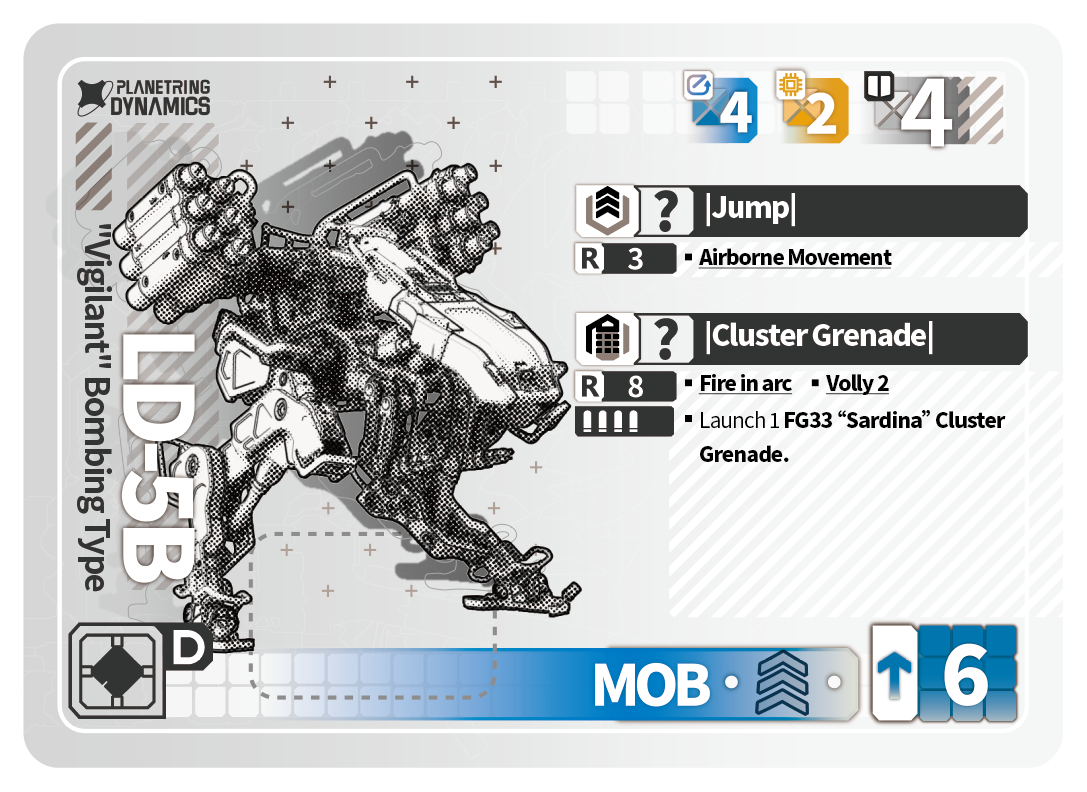 PLANETRING
DYNAMICS
4
2
4
"Vigilant" Bombing Type
LD-5B
? |Jump|
R 3 ▪ Airborne Movement
? |Cluster Grenade|
R 8 ▪ Fire in arc ▪ Volly 2
▪ Launch 1 FG33 “Sardina” Cluster
Grenade.
D
MOB
6